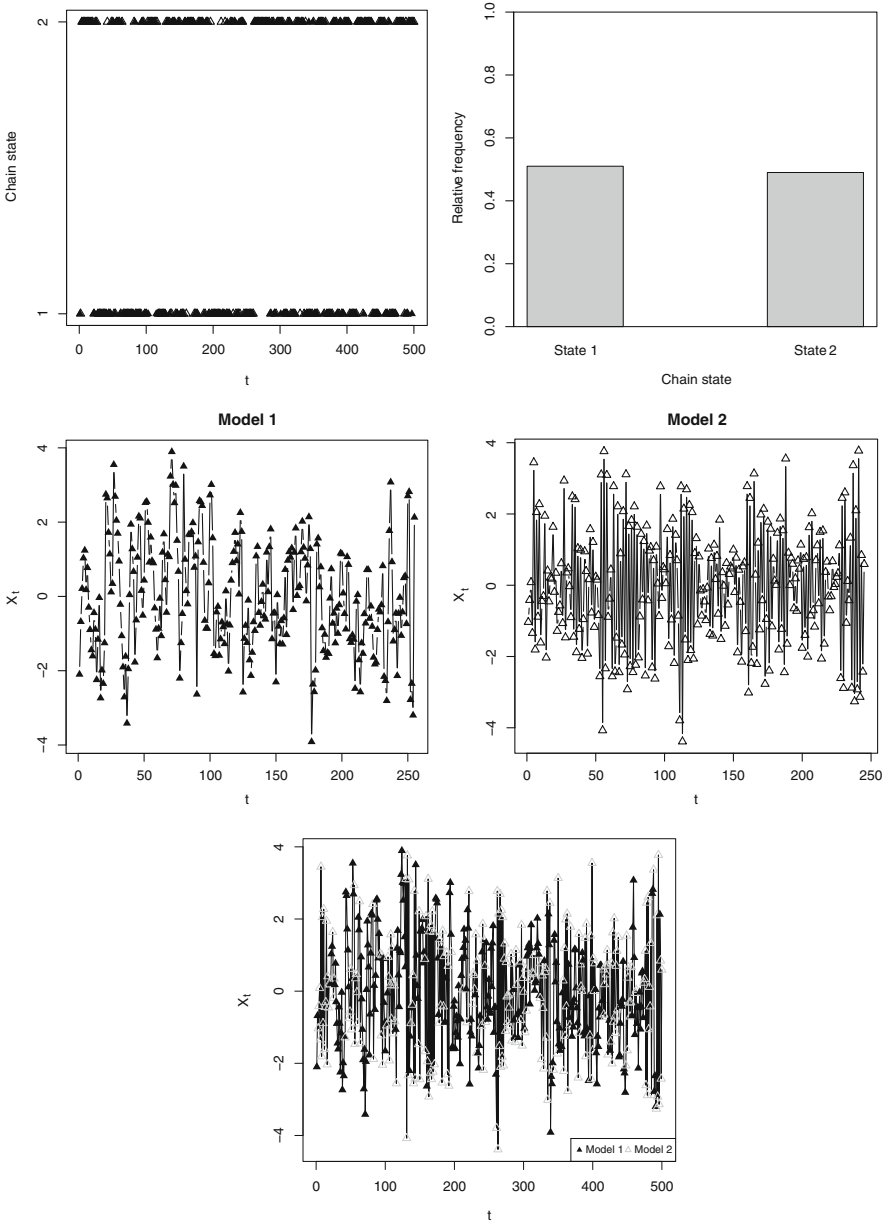 Chain state
2
1
0 100 200 300 400 500
t
Relative frequency
1.0
0.8
0.6
0.4
0.2
0.0
State 1 State 2
Chain state
Model 1
X_t
4
2
0
−2
−4
0 50 100 150 200 250
t
Model 2
X_t
4
2
0
−2
−4
0 50 100 150 200 250
t
X_t
4
2
0
−2
−4
Model 1 Model 2
0 100 200 300 400 500
t